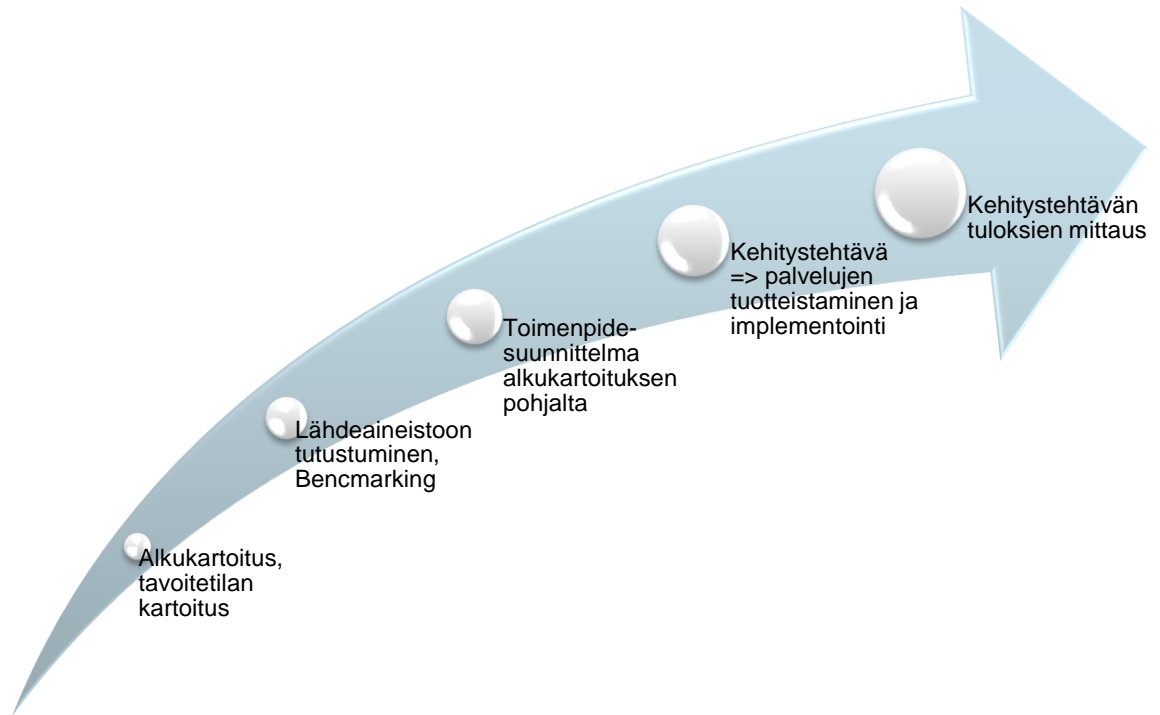 Alkukartoitus,
tavoitetilan
kartoitus
Lähdeaineistoon
tutustuminen,
Bencmarking
Toimenpide-
suunnittelma
alkukartoituksen
pohjalta
Kehitystehtävä
=> palvelujen
tuotteistaminen ja
implementointi
Kehitystehtävän
tuloksien mittaus